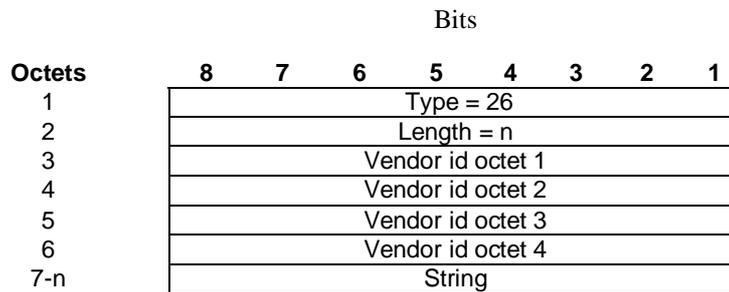 Bits
Octets 8 7 6 5 4 3 2 1
1 Type = 26
2 Length = n
3 Vendor id octet 1
4 Vendor id octet 2
5 Vendor id octet 3
6 Vendor id octet 4
7-n String